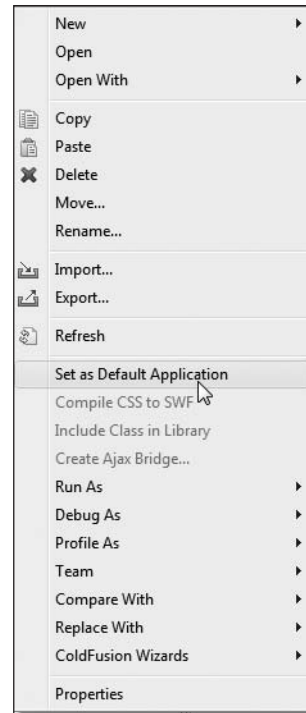 New
Open
Open With
Copy
Paste
Delete
Move...
Rename...
Import...
Export...
Refresh
Set as Default Application
Compile CSS to SWF
Include Class in Library
Create Ajax Bridge...
Run As
Debug As
Profile As
Team
Compare With
Replace With
ColdFusion Wizards
Properties